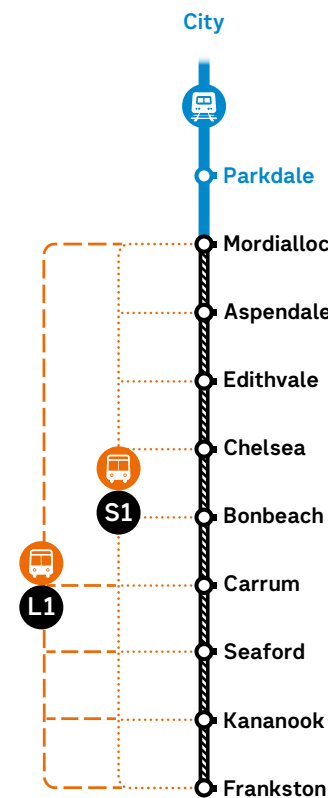 City
Parkdale
Mordialloc
Aspendale
Edithvale
Chelsea
S1
Bonbeach
Carrum
L1
Seaford
Kananook
Frankston